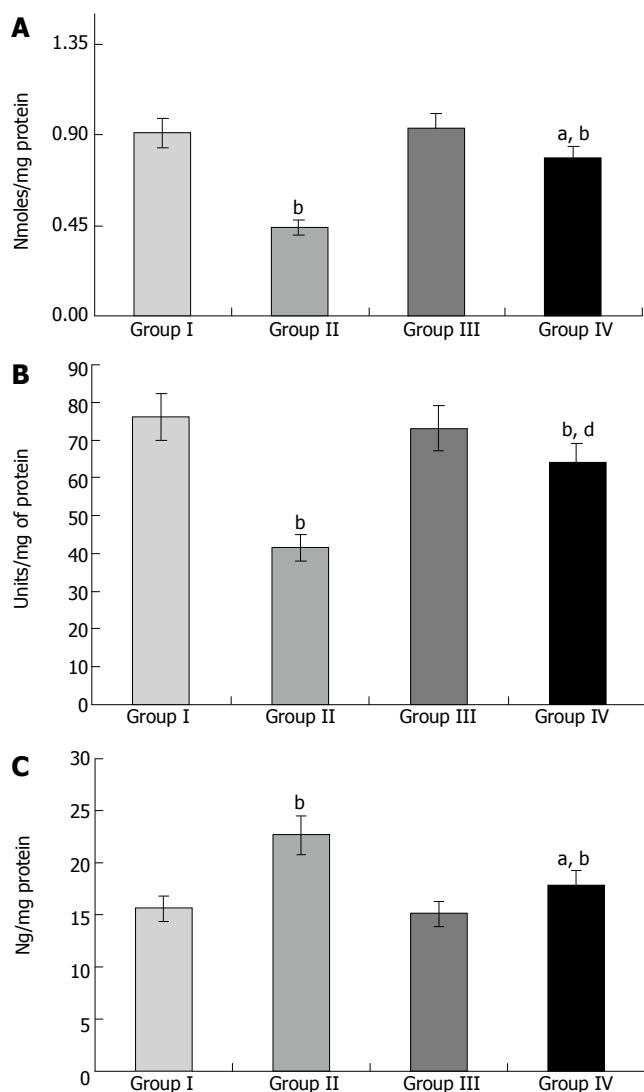 A
Nmoles/mg protein
1.35
0.90
0.45
0.00
b
a, b
Group I
Group II
Group III
Group IV
B
Units/mg of protein
90
80
70
60
50
40
30
20
10
0
b
b, d
Group I
Group II
Group III
Group IV
C
Ng/mg protein
30
25
20
15
10
5
0
b
a, b
Group I
Group II
Group III
Group IV